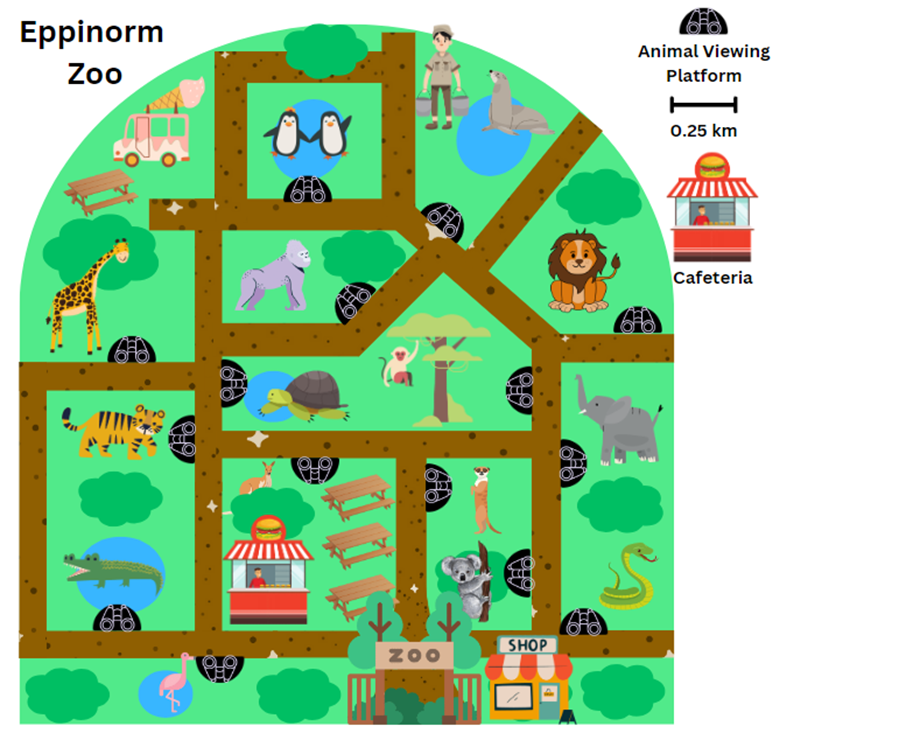 Eppinorm
Zoo
Animal Viewing
Platform
0.25 km
Cafeteria
SHOP
ZOO